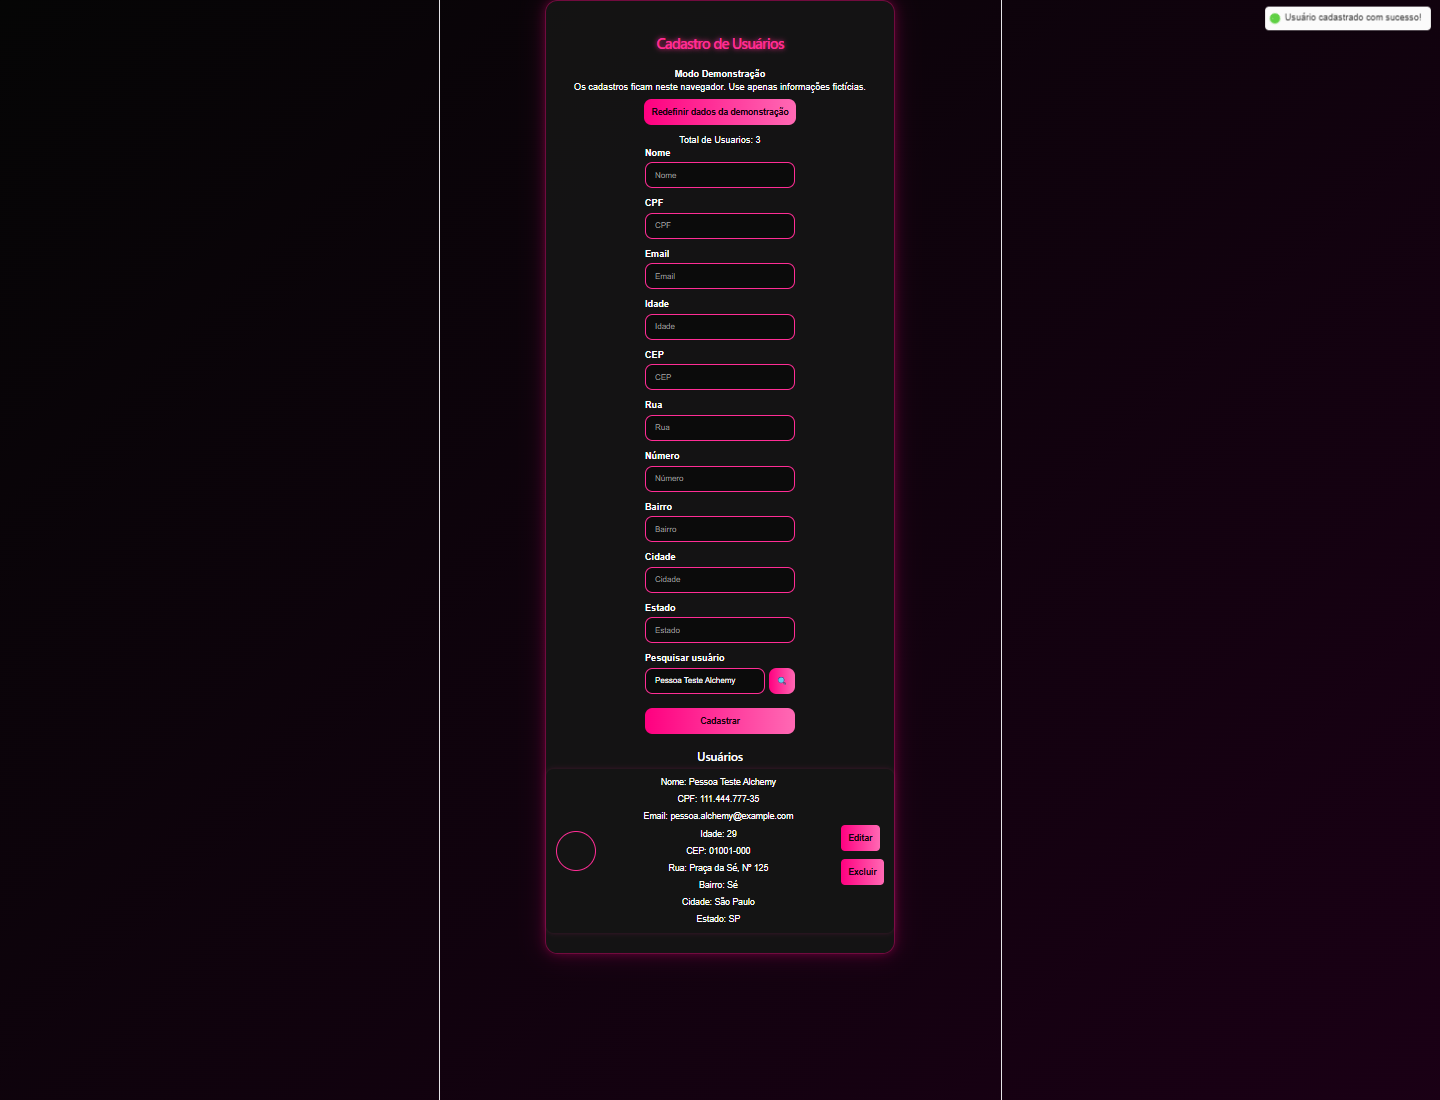 Usuário cadastrado com sucesso!
Cadastro de Usuários
Modo Demonstração
Os cadastros ficam neste navegador. Use apenas informações fictícias.
Redefinir dados da demonstração
Total de Usuarios: 3
Nome
Nome
CPF
CPF
Email
Email
Idade
Idade
CEP
CEP
Rua
Rua
Número
Número
Bairro
Bairro
Cidade
Cidade
Estado
Estado
Pesquisar usuário
Pessoa Teste Alchemy
Cadastrar
Usuários
Nome: Pessoa Teste Alchemy
CPF: 111.444.777-35
Email: pessoa.alchemy@example.com
Idade: 29
CEP: 01001-000
Rua: Praça da Sé, Nº 125
Bairro: Sé
Cidade: São Paulo
Estado: SP
Editar
Excluir